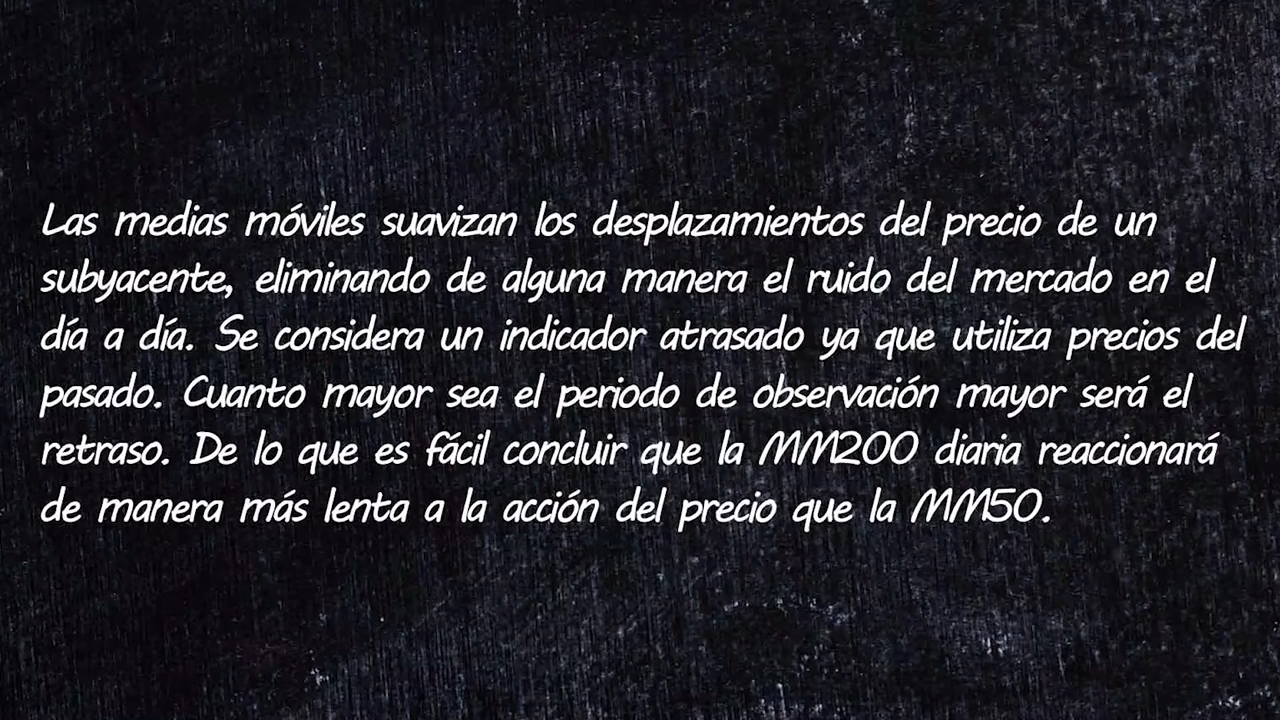 Las medias móviles suavizan los desplazamientos del precio de un
subyacente, eliminando de alguna manera el ruido del mercado en el
día a día. Se considera un indicador atrasado ya que utiliza precios del
pasado. Cuanto mayor sea el periodo de observación mayor será el
retraso. De lo que es fácil concluir que la MM200 diaria reaccionará
de manera más lenta a la acción del precio que la MM50.